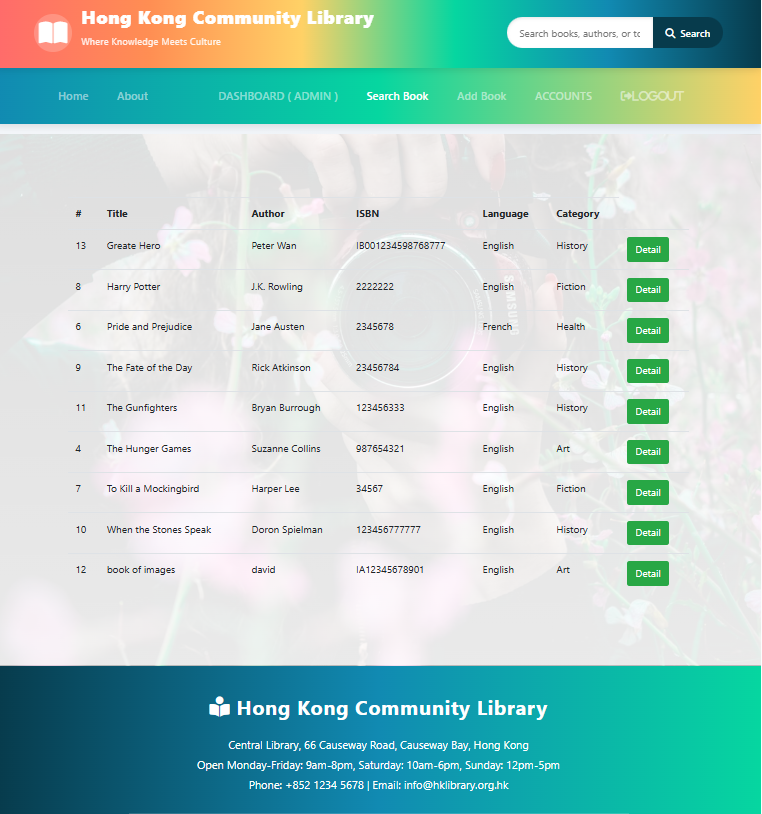 Hong Kong Community Library
Where Knowledge Meets Culture
Search books, authors, or to
Search
Home About DASHBOARD ( ADMIN ) Search Book Add Book ACCOUNTS LOGOUT
# Title Author ISBN Language Category
13 Greate Hero Peter Wan IB001234598768777 English History Detail
8 Harry Potter J.K. Rowling 2222222 English Fiction Detail
6 Pride and Prejudice Jane Austen 2345678 French Health Detail
9 The Fate of the Day Rick Atkinson 23456784 English History Detail
11 The Gunfighters Bryan Burrough 123456333 English History Detail
4 The Hunger Games Suzanne Collins 987654321 English Art Detail
7 To Kill a Mockingbird Harper Lee 34567 English Fiction Detail
10 When the Stones Speak Doron Spielman 123456777777 English History Detail
12 book of images david IA12345678901 English Art Detail
SAMSUNG
Hong Kong Community Library
Central Library, 66 Causeway Road, Causeway Bay, Hong Kong
Open Monday-Friday: 9am-8pm, Saturday: 10am-6pm, Sunday: 12pm-5pm
Phone: +852 1234 5678 | Email: info@hklibrary.org.hk